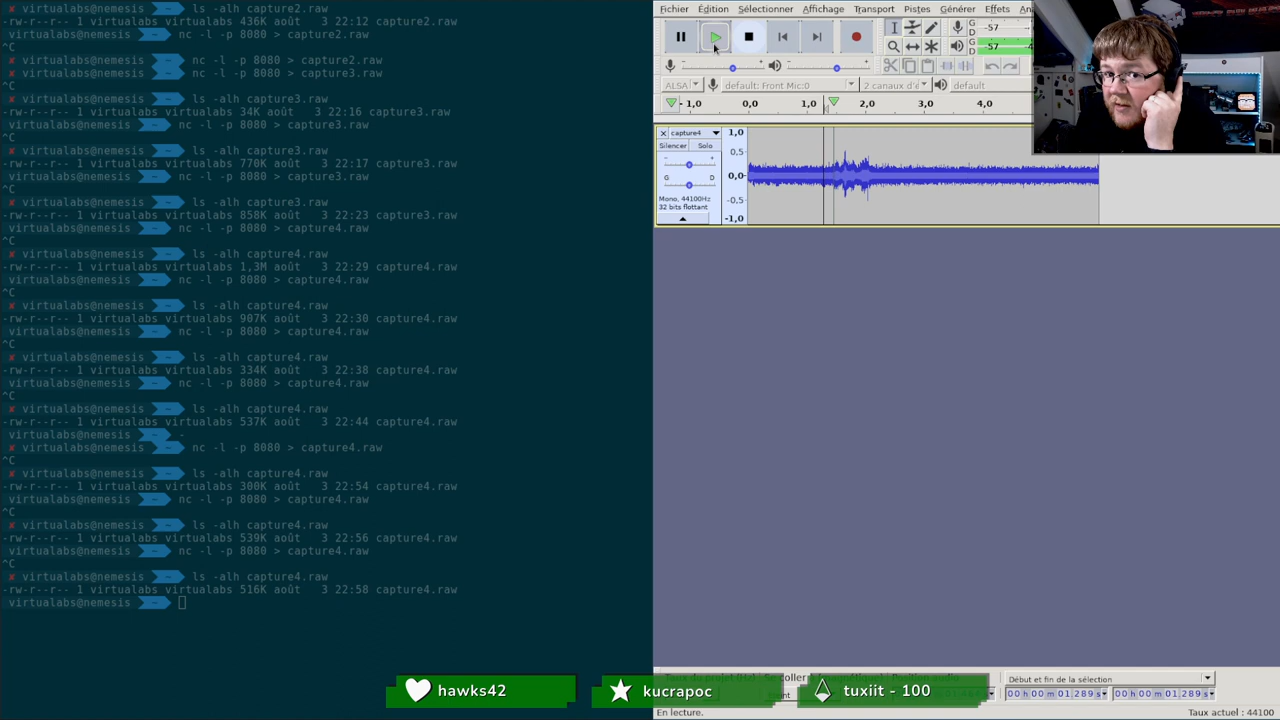 ✘ virtualabs@nemesis ~ ls -alh capture2.raw
-rw-r--r-- 1 virtualabs virtualabs 436K août   3 22:12 capture2.raw
virtualabs@nemesis ~ nc -l -p 8080 > capture2.raw
^C
✘ virtualabs@nemesis ~ nc -l -p 8080 > capture2.raw
✘ virtualabs@nemesis ~ nc -l -p 8080 > capture3.raw
^C
✘ virtualabs@nemesis ~ ls -alh capture3.raw
-rw-r--r-- 1 virtualabs virtualabs 34K août   3 22:16 capture3.raw
virtualabs@nemesis ~ nc -l -p 8080 > capture3.raw
^C
✘ virtualabs@nemesis ~ ls -alh capture3.raw
-rw-r--r-- 1 virtualabs virtualabs 770K août   3 22:17 capture3.raw
virtualabs@nemesis ~ nc -l -p 8080 > capture3.raw
^C
✘ virtualabs@nemesis ~ ls -alh capture3.raw
-rw-r--r-- 1 virtualabs virtualabs 858K août   3 22:23 capture3.raw
virtualabs@nemesis ~ nc -l -p 8080 > capture4.raw
^C
✘ virtualabs@nemesis ~ ls -alh capture4.raw
-rw-r--r-- 1 virtualabs virtualabs 1,3M août   3 22:29 capture4.raw
virtualabs@nemesis ~ nc -l -p 8080 > capture4.raw
^C
✘ virtualabs@nemesis ~ ls -alh capture4.raw
-rw-r--r-- 1 virtualabs virtualabs 907K août   3 22:30 capture4.raw
virtualabs@nemesis ~ nc -l -p 8080 > capture4.raw
^C
✘ virtualabs@nemesis ~ ls -alh capture4.raw
-rw-r--r-- 1 virtualabs virtualabs 334K août   3 22:38 capture4.raw
virtualabs@nemesis ~ nc -l -p 8080 > capture4.raw
^C
✘ virtualabs@nemesis ~ ls -alh capture4.raw
-rw-r--r-- 1 virtualabs virtualabs 537K août   3 22:44 capture4.raw
virtualabs@nemesis ~ -
✘ virtualabs@nemesis ~ nc -l -p 8080 > capture4.raw
^C
✘ virtualabs@nemesis ~ ls -alh capture4.raw
-rw-r--r-- 1 virtualabs virtualabs 300K août   3 22:54 capture4.raw
virtualabs@nemesis ~ nc -l -p 8080 > capture4.raw
^C
✘ virtualabs@nemesis ~ ls -alh capture4.raw
-rw-r--r-- 1 virtualabs virtualabs 539K août   3 22:56 capture4.raw
virtualabs@nemesis ~ nc -l -p 8080 > capture4.raw
^C
✘ virtualabs@nemesis ~ ls -alh capture4.raw
-rw-r--r-- 1 virtualabs virtualabs 516K août   3 22:58 capture4.raw
virtualabs@nemesis ~
Fichier Édition Sélectionner Affichage Transport Pistes Générer Effets
G D -57
G D -57
ALSA default: Front Mic:0 2 canaux default
-1,0 0,0 1,0 2,0 3,0 4,0
capture4
Silencer Solo
- +
G D
Mono, 44100Hz
32 bits flottant
1,0
0,5
0,0
-0,5
-1,0
Taux du projet (Hz)
Début et fin de la sélection
00 h 00 m 01,289 s 00 h 00 m 01,289 s
En lecture.
Taux actuel : 44100
hawks42
kucrapoc
tuxiit - 100